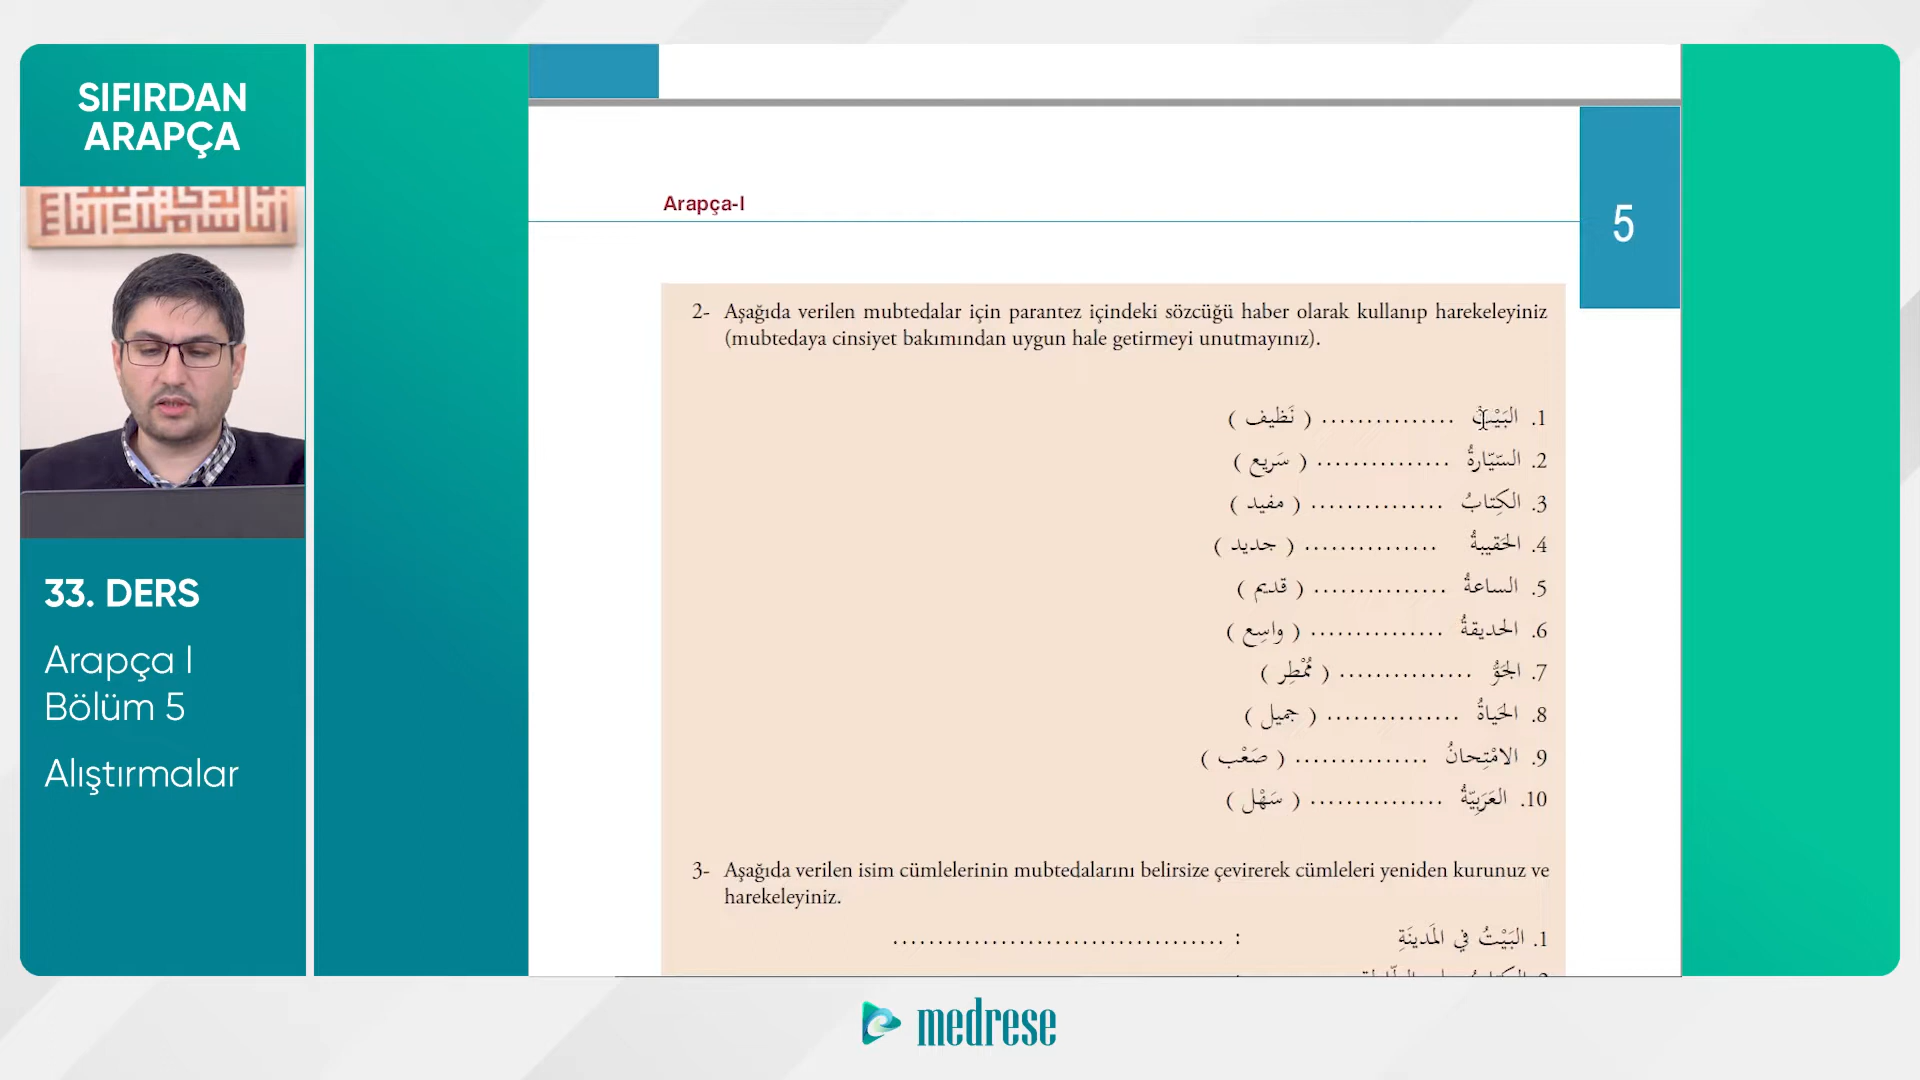 SIFIRDAN
ARAPÇA
33. DERS
Arapça I
Bölüm 5
Alıştırmalar
Arapça-I
5
2- Aşağıda verilen mubtedalar için parantez içindeki sözcüğü haber olarak kullanıp harekeleyiniz
(mubtedaya cinsiyet bakımından uygun hale getirmeyi unutmayınız).
1. البَيْتُ ............... ( نَظيف )
2. السّيّارةُ ............... ( سَريع )
3. الكِتابُ ............... ( مفيد )
4. الحَقيبةُ ............... ( جديد )
5. الساعةُ ............... ( قديم )
6. الحديقةُ ............... ( واسِع )
7. الجَوُّ ............... ( مُمْطِر )
8. الحَياةُ ............... ( جميل )
9. الامْتِحانُ ............... ( صَعْب )
10. العَرَبِيّةُ ............... ( سَهْل )
3- Aşağıda verilen isim cümlelerinin mubtedalarını belirsize çevirerek cümleleri yeniden kurunuz ve
harekeleyiniz.
1. البَيْتُ في المَدينَةِ : .....................................
medrese